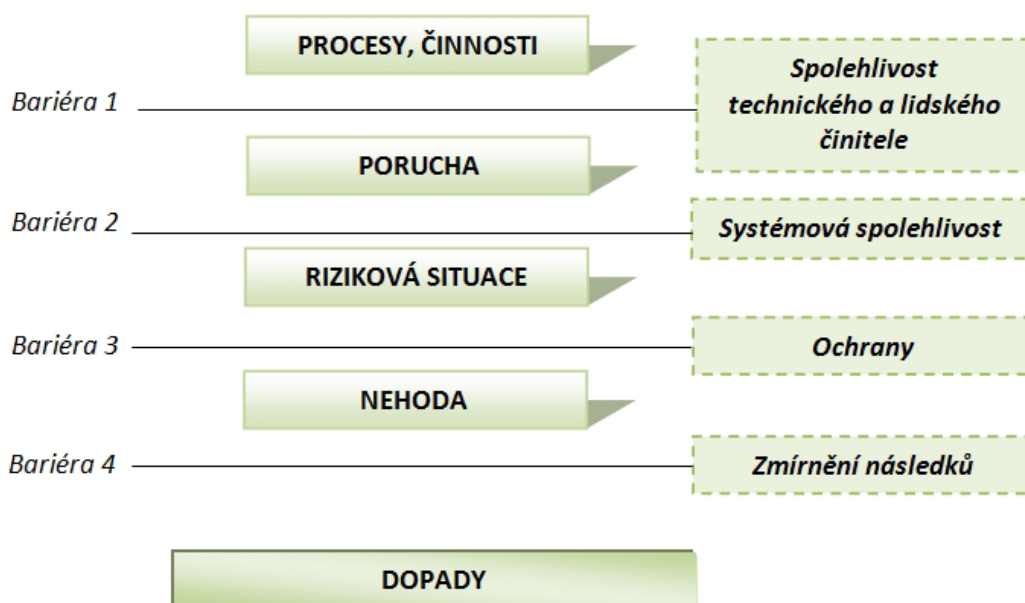 PROCESY, ČINNOSTI
Bariéra 1
Spolehlivost
technického a lidského
činitele
PORUCHA
Bariéra 2
Systémová spolehlivost
RIZIKOVÁ SITUACE
Bariéra 3
Ochrany
NEHODA
Bariéra 4
Zmírnění následků
DOPADY